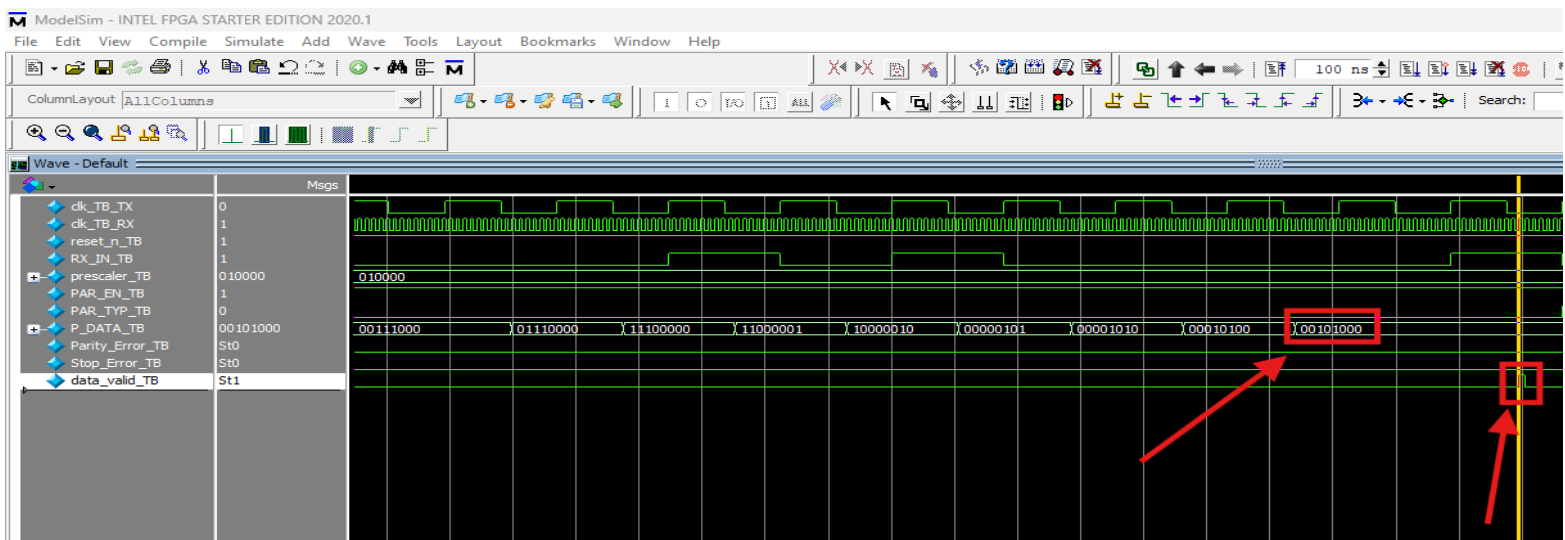 ModelSim - INTEL FPGA STARTER EDITION 2020.1
File Edit View Compile Simulate Add Wave Tools Layout Bookmarks Window Help
100 ns
ColumnLayout AllColumns
Search:
Wave - Default
Msgs
clk_TB_TX 0
clk_TB_RX 1
reset_n_TB 1
RX_IN_TB 1
prescaler_TB 010000 010000
PAR_EN_TB 1
PAR_TYP_TB 0
P_DATA_TB 00101000 00111000 01110000 11100000 11000001 10000010 00000101 00001010 00010100 00101000
Parity_Error_TB St0
Stop_Error_TB St0
data_valid_TB St1